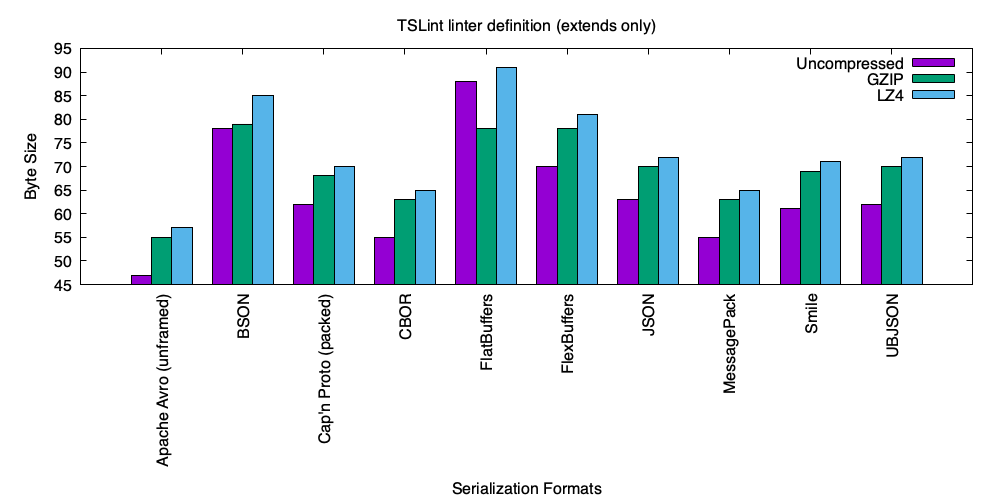 TSLint linter definition (extends only)
95
90
85
80
75
70
65
60
55
50
45
Byte Size
Uncompressed
GZIP
LZ4
Apache Avro (unframed)
BSON
Cap'n Proto (packed)
CBOR
FlatBuffers
FlexBuffers
JSON
MessagePack
Smile
UBJSON
Serialization Formats